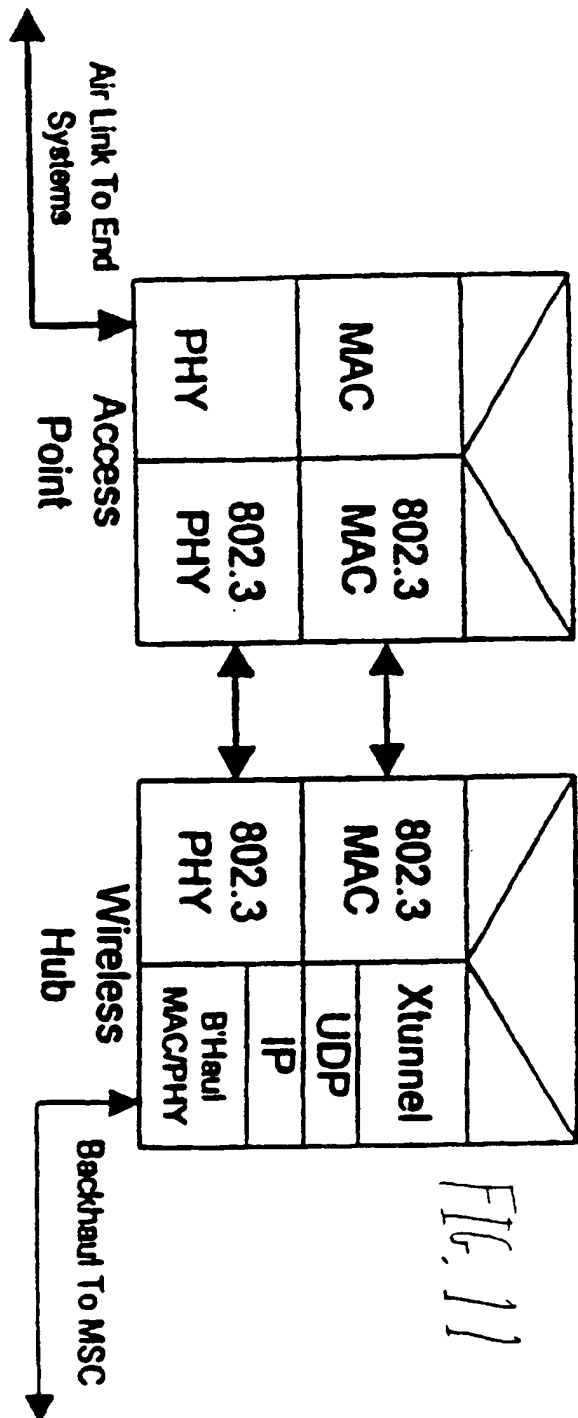 MAC
802.3
MAC
PHY
802.3
PHY
Access
Point
Air Link To End
Systems
802.3
MAC
Xtunnel
UDP
IP
802.3
PHY
B'Haul
MAC/PHY
Wireless
Hub
Backhaul To MSC
FIG. 11